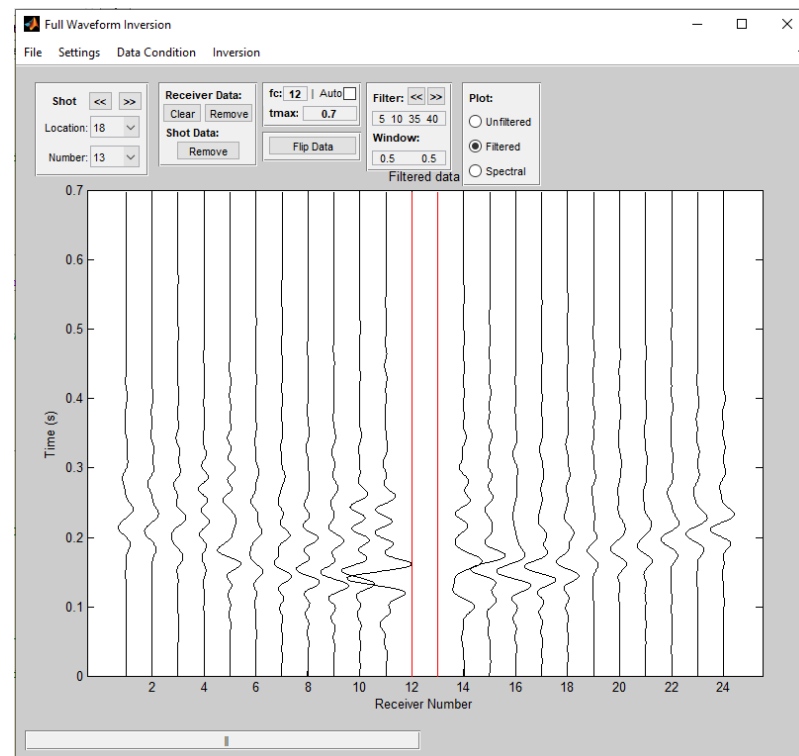 Full Waveform Inversion
File Settings Data Condition Inversion
Shot << >>
Location: 18
Number: 13
Receiver Data:
Clear Remove
Shot Data:
Remove
fc: 12 | Auto
tmax: 0.7
Flip Data
Filter: << >>
5 10 35 40
Window:
0.5 0.5
Plot:
Unfiltered
Filtered
Spectral
Filtered data
0.7
0.6
0.5
0.4
0.3
0.2
0.1
0
Time (s)
2 4 6 8 10 12 14 16 18 20 22 24
Receiver Number